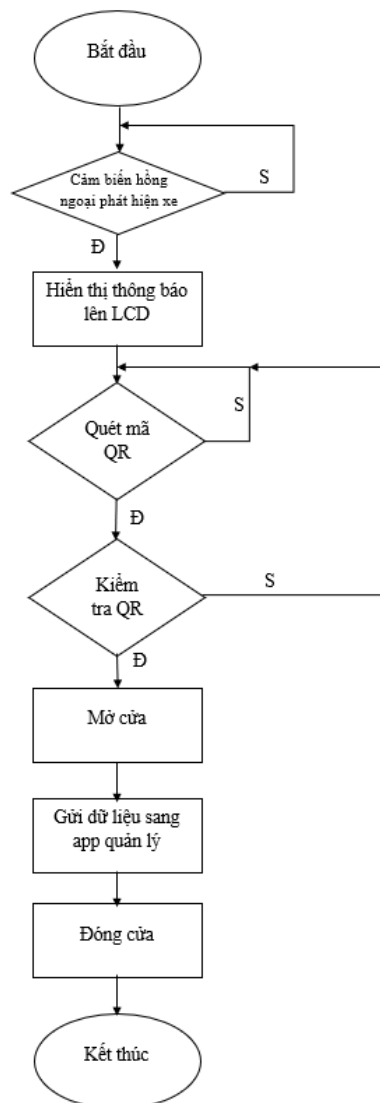 Bắt đầu
Cảm biến hồng
ngoại phát hiện xe
S
Đ
Hiển thị thông báo
lên LCD
S
Quét mã
QR
Đ
Kiểm
tra QR
S
Đ
Mở cửa
Gửi dữ liệu sang
app quản lý
Đóng cửa
Kết thúc